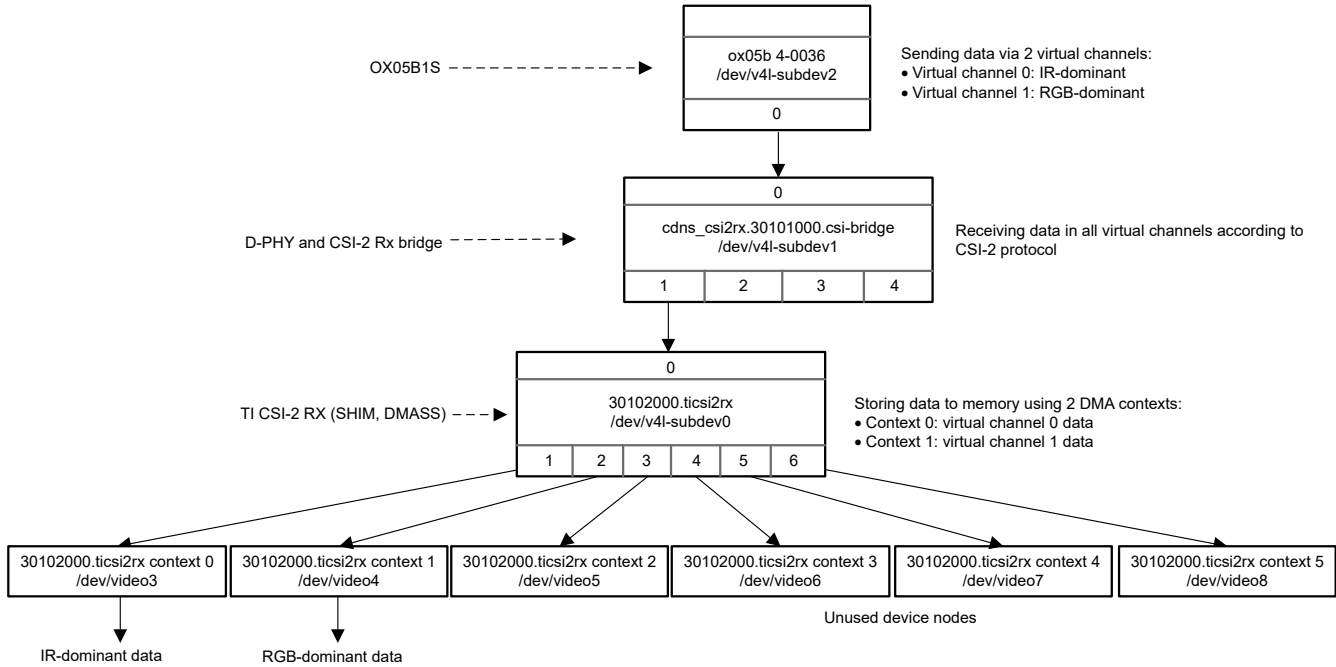 ox05b 4-0036
/dev/v4l-subdev2
0
OX05B1S
Sending data via 2 virtual channels:
• Virtual channel 0: IR-dominant
• Virtual channel 1: RGB-dominant
0
cdns_csi2rx.30101000.csi-bridge
/dev/v4l-subdev1
1 2 3 4
D-PHY and CSI-2 Rx bridge
Receiving data in all virtual channels according to
CSI-2 protocol
0
30102000.ticsi2rx
/dev/v4l-subdev0
1 2 3 4 5 6
TI CSI-2 RX (SHIM, DMASS)
Storing data to memory using 2 DMA contexts:
• Context 0: virtual channel 0 data
• Context 1: virtual channel 1 data
30102000.ticsi2rx context 0
/dev/video3
30102000.ticsi2rx context 1
/dev/video4
30102000.ticsi2rx context 2
/dev/video5
30102000.ticsi2rx context 3
/dev/video6
30102000.ticsi2rx context 4
/dev/video7
30102000.ticsi2rx context 5
/dev/video8
Unused device nodes
IR-dominant data
RGB-dominant data